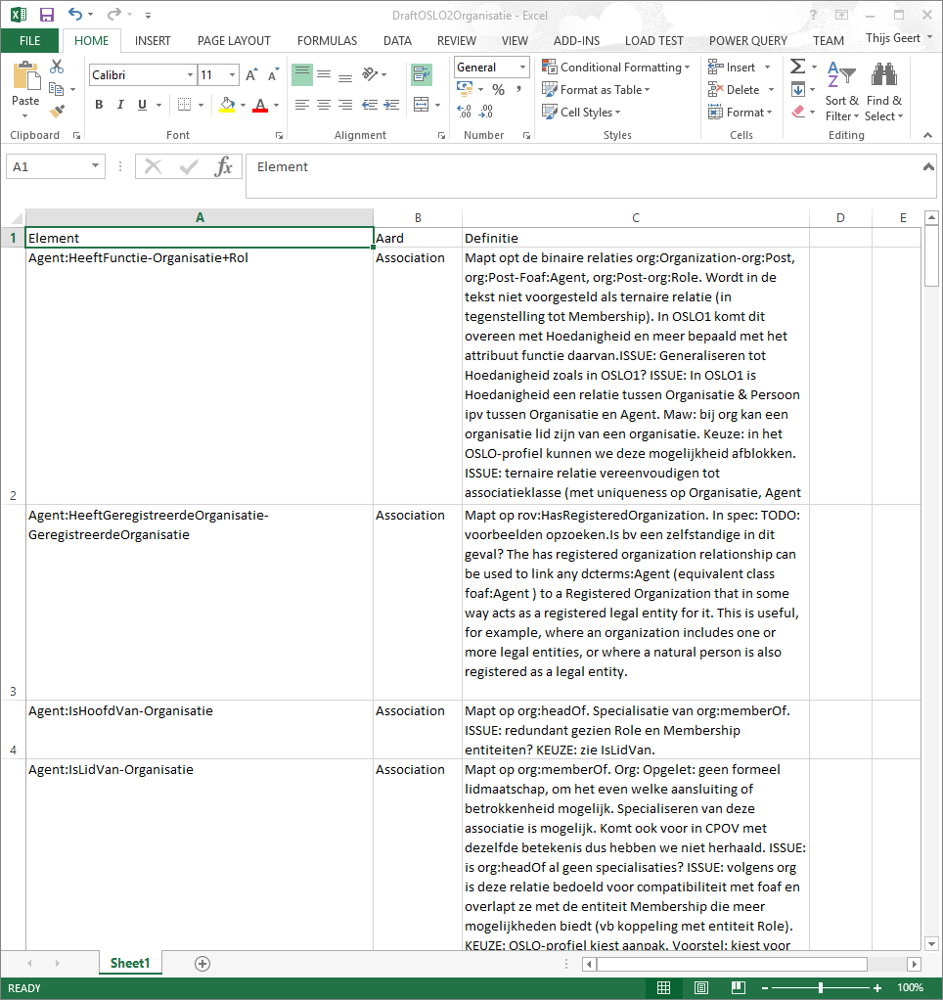 DraftOSLO2Organisatie - Excel
?
FILE HOME INSERT PAGE LAYOUT FORMULAS DATA REVIEW VIEW ADD-INS LOAD TEST POWER QUERY TEAM Thijs Geert
Paste
Calibri 11
General
Conditional Formatting
Format as Table
Cell Styles
Insert
Delete
Format
Sort & Filter
Find & Select
Clipboard Font Alignment Number Styles Cells Editing
A1 fx Element
A B C D E
1 Element Aard Definitie
Agent:HeeftFunctie-Organisatie+Rol Association Mapt opt de binaire relaties org:Organization-org:Post,
org:Post-Foaf:Agent, org:Post-org:Role. Wordt in de
tekst niet voorgesteld als ternaire relatie (in
tegenstelling tot Membership). In OSLO1 komt dit
overeen met Hoedanigheid en meer bepaald met het
attribuut functie daarvan.ISSUE: Generaliseren tot
Hoedanigheid zoals in OSLO1? ISSUE: In OSLO1 is
Hoedanigheid een relatie tussen Organisatie & Persoon
ipv tussen Organisatie en Agent. Maw: bij org kan een
organisatie lid zijn van een organisatie. Keuze: in het
OSLO-profiel kunnen we deze mogelijkheid afblokken.
ISSUE: ternaire relatie vereenvoudigen tot
2 associatieklasse (met uniqueness op Organisatie, Agent
Agent:HeeftGeregistreerdeOrganisatie- Association Mapt op rov:HasRegisteredOrganization. In spec: TODO:
GeregistreerdeOrganisatie voorbeelden opzoeken.Is bv een zelfstandige in dit
geval? The has registered organization relationship can
be used to link any dcterms:Agent (equivalent class
foaf:Agent ) to a Registered Organization that in some
way acts as a registered legal entity for it. This is useful,
for example, where an organization includes one or
more legal entities, or where a natural person is also
registered as a legal entity.
3
Agent:IsHoofdVan-Organisatie Association Mapt op org:headOf. Specialisatie van org:memberOf.
ISSUE: redundant gezien Role en Membership
4 entiteiten? KEUZE: zie IsLidVan.
Agent:IsLidVan-Organisatie Association Mapt op org:memberOf. Org: Opgelet: geen formeel
lidmaatschap, om het even welke aansluiting of
betrokkenheid mogelijk. Specialiseren van deze
associatie is mogelijk. Komt ook voor in CPOV met
dezelfde betekenis dus hebben we niet herhaald. ISSUE:
is org:headOf al geen specialisaties? ISSUE: volgens org
is deze relatie bedoeld voor compatibiliteit met foaf en
overlapt ze met de entiteit Membership die meer
mogelijkheden biedt (vb koppeling met entiteit Role).
KEUZE: OSLO-profiel kiest aanpak. Voorstel: kiest voor
Sheet1
READY 100%